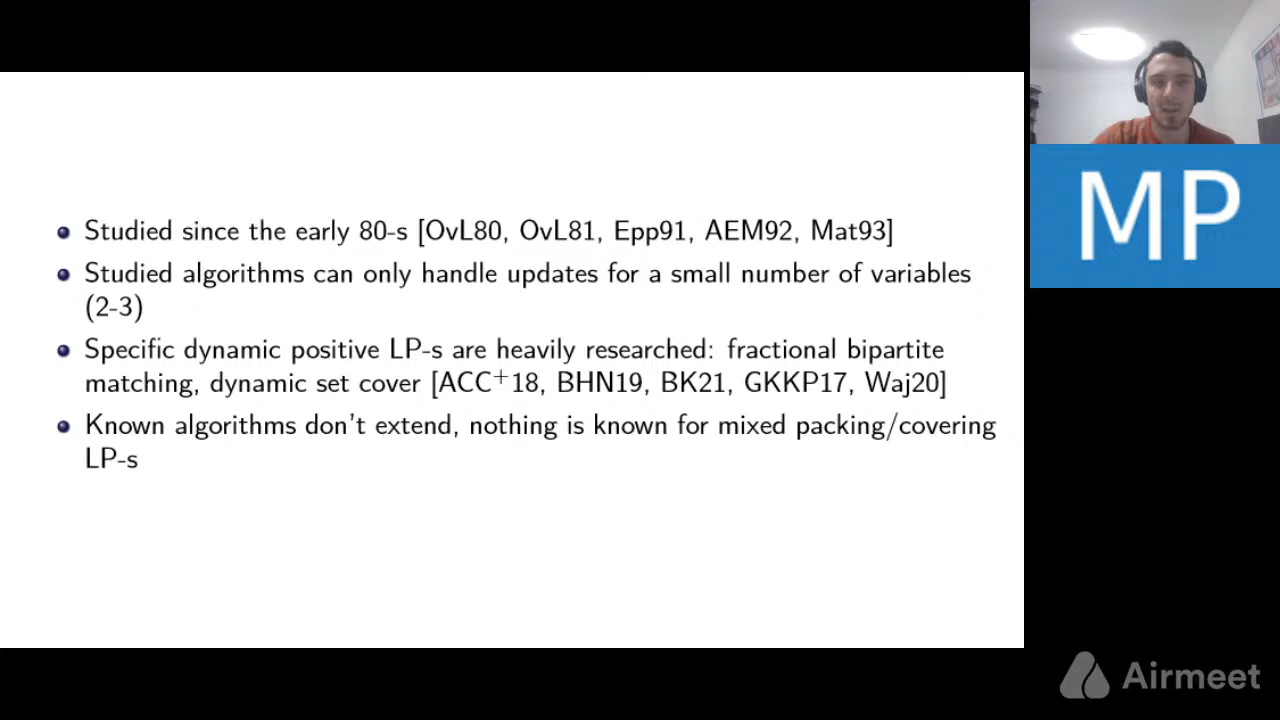 Studied since the early 80-s [OvL80, OvL81, Epp91, AEM92, Mat93]
Studied algorithms can only handle updates for a small number of variables
(2-3)
Specific dynamic positive LP-s are heavily researched: fractional bipartite
matching, dynamic set cover [ACC+18, BHN19, BK21, GKKP17, Waj20]
Known algorithms don't extend, nothing is known for mixed packing/covering
LP-s
MP
Airmeet